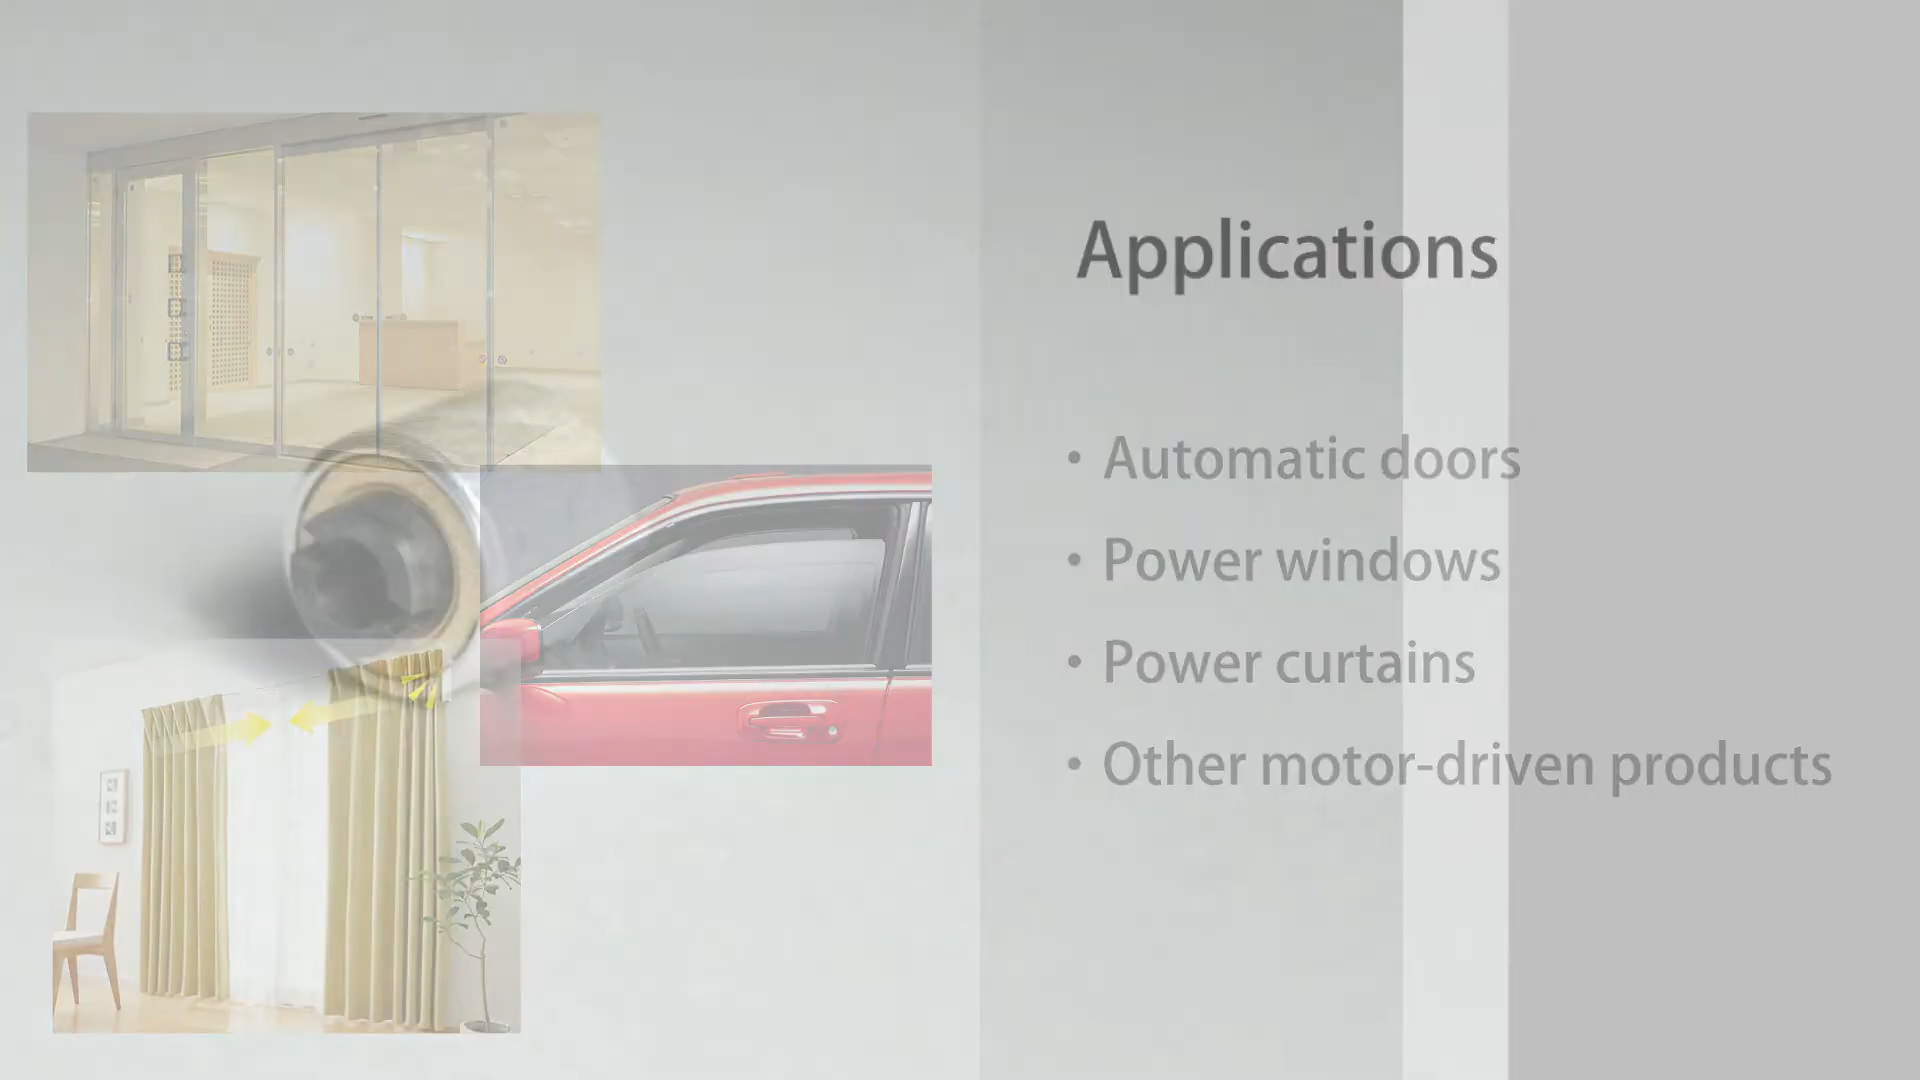 Applications
・Automatic doors
・Power windows
・Power curtains
・Other motor-driven products